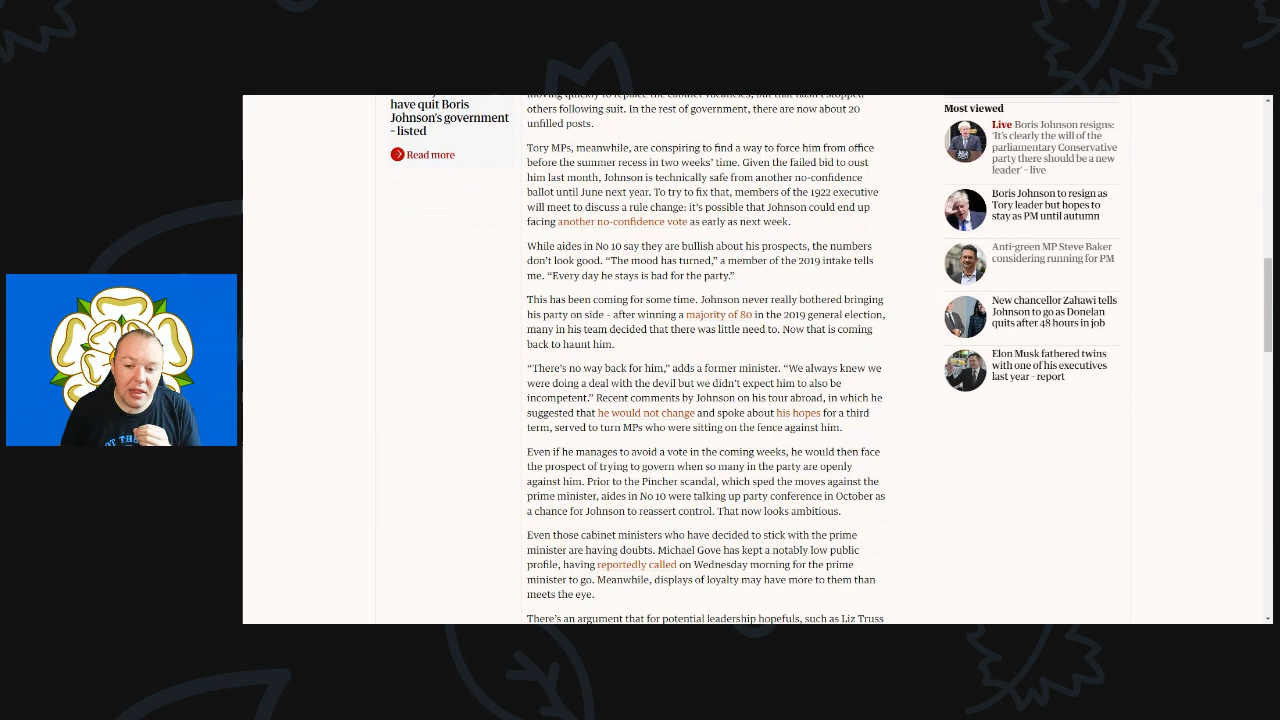 have quit Boris
Johnson's government
– listed
Read more
moving quickly to replace the cabinet vacancies, but that hasn't stopped
others following suit. In the rest of government, there are now about 20
unfilled posts.
Tory MPs, meanwhile, are conspiring to find a way to force him from office
before the summer recess in two weeks' time. Given the failed bid to oust
him last month, Johnson is technically safe from another no-confidence
ballot until June next year. To try to fix that, members of the 1922 executive
will meet to discuss a rule change: it's possible that Johnson could end up
facing another no-confidence vote as early as next week.
While aides in No 10 say they are bullish about his prospects, the numbers
don't look good. “The mood has turned,” a member of the 2019 intake tells
me. “Every day he stays is bad for the party.”
This has been coming for some time. Johnson never really bothered bringing
his party on side – after winning a majority of 80 in the 2019 general election,
many in his team decided that there was little need to. Now that is coming
back to haunt him.
“There's no way back for him,” adds a former minister. “We always knew we
were doing a deal with the devil but we didn't expect him to also be
incompetent.” Recent comments by Johnson on his tour abroad, in which he
suggested that he would not change and spoke about his hopes for a third
term, served to turn MPs who were sitting on the fence against him.
Even if he manages to avoid a vote in the coming weeks, he would then face
the prospect of trying to govern when so many in the party are openly
against him. Prior to the Pincher scandal, which sped the moves against the
prime minister, aides in No 10 were talking up party conference in October as
a chance for Johnson to reassert control. That now looks ambitious.
Even those cabinet ministers who have decided to stick with the prime
minister are having doubts. Michael Gove has kept a notably low public
profile, having reportedly called on Wednesday morning for the prime
minister to go. Meanwhile, displays of loyalty may have more to them than
meets the eye.
There's an argument that for potential leadership hopefuls, such as Liz Truss
Most viewed
Live Boris Johnson resigns:
'It's clearly the will of the
parliamentary Conservative
party there should be a new
leader' – live
Boris Johnson to resign as
Tory leader but hopes to
stay as PM until autumn
Anti-green MP Steve Baker
considering running for PM
New chancellor Zahawi tells
Johnson to go as Donelan
quits after 48 hours in job
Elon Musk fathered twins
with one of his executives
last year – report